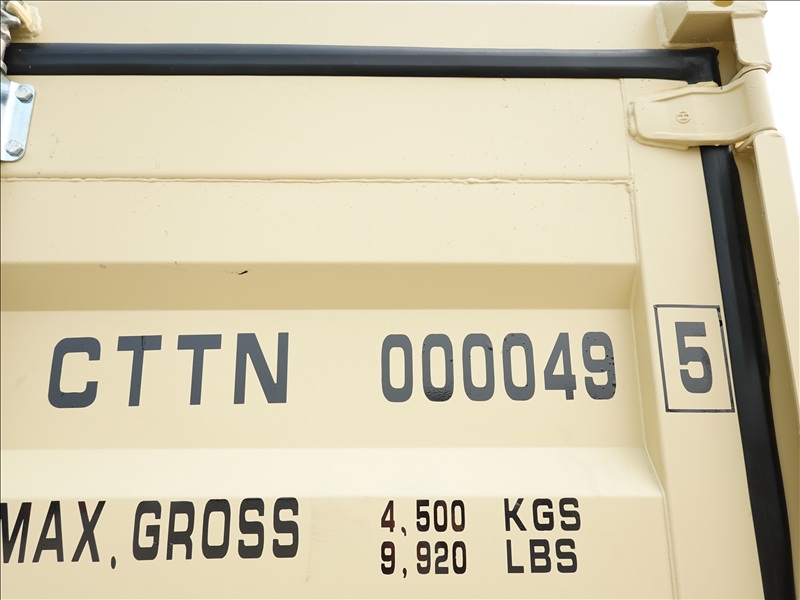 CTTN 000049 5
MAX. GROSS 4,500 KGS
9,920 LBS